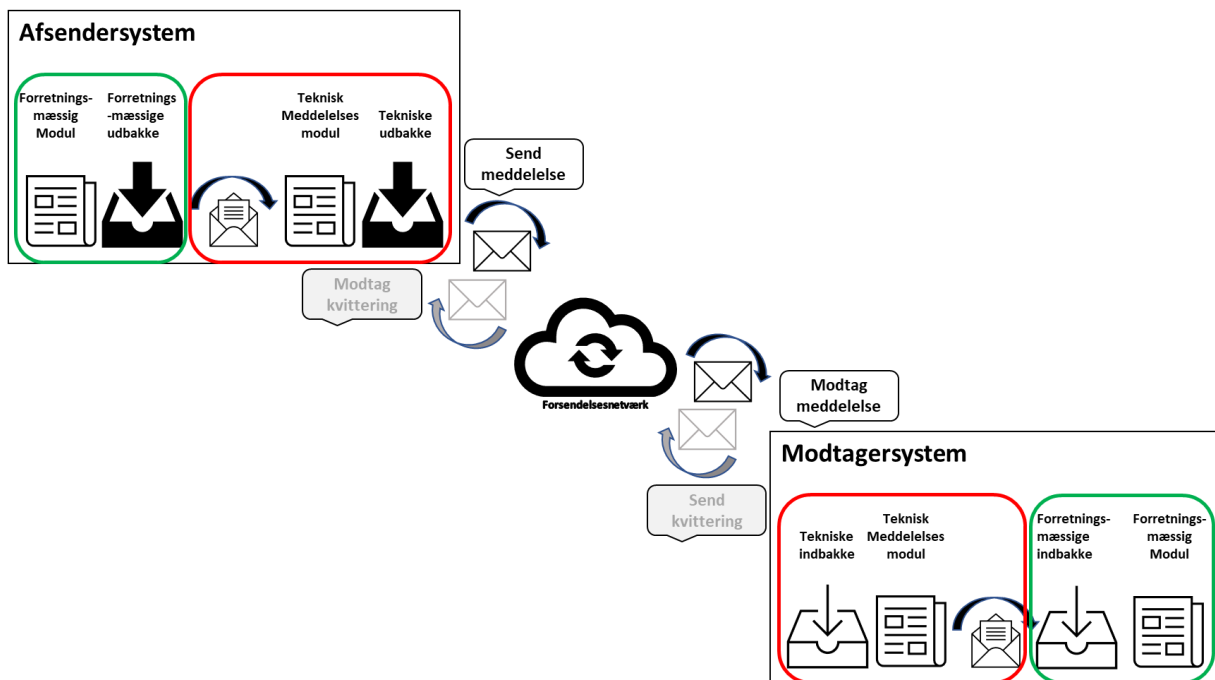 Afsendersystem
Forretnings-
mæssig
Modul
Forretnings
-mæssige
udbakke
Teknisk
Meddelelses
modul
Tekniske
udbakke
Send
meddelelse
Modtag
kvittering
Forsendelsesnetværk
Modtag
meddelelse
Send
kvittering
Modtagersystem
Tekniske
indbakke
Teknisk
Meddelelses
modul
Forretnings-
mæssige
indbakke
Forretnings-
mæssig
Modul